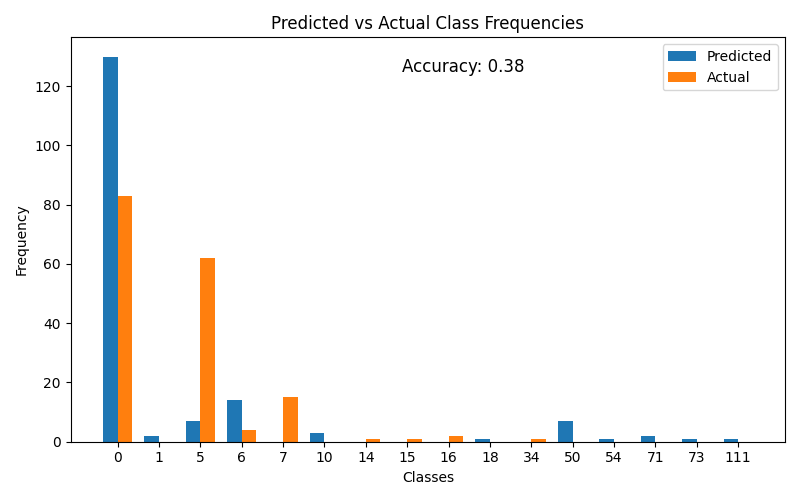 Predicted vs Actual Class Frequencies
Accuracy: 0.38
Predicted
Actual
Frequency
120
100
80
60
40
20
0
0 1 5 6 7 10 14 15 16 18 34 50 54 71 73 111
Classes